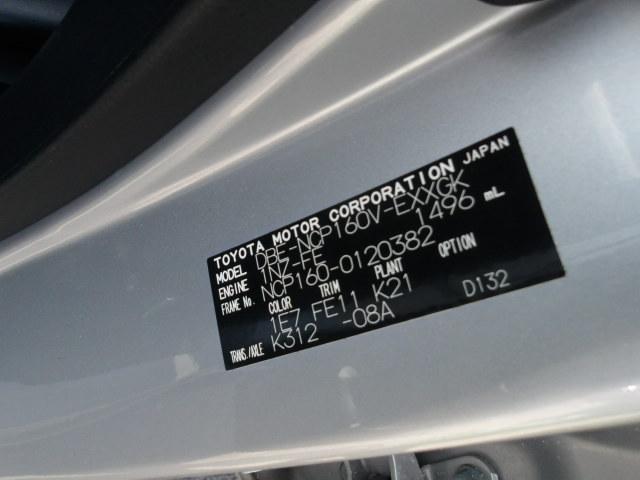 TOYOTA MOTOR CORPORATION JAPAN
MODEL DBE-NCP160V-EXXGK
ENGINE 1NZ-FE 1496 mL
FRAME No. NCP160-0120382
COLOR TRIM PLANT OPTION
1E7 FE11 K21
TRANS./AXLE K312 -08A D132